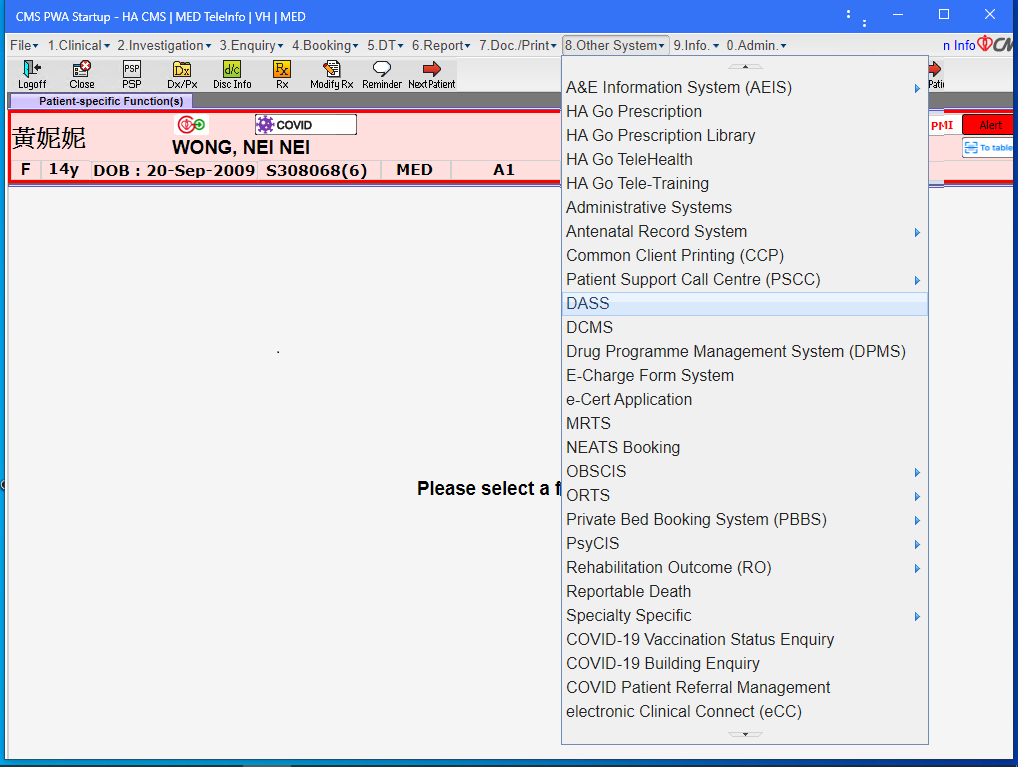 CMS PWA Startup - HA CMS | MED TeleInfo | VH | MED
File 1.Clinical 2.Investigation 3.Enquiry 4.Booking 5.DT 6.Report 7.Doc./Print 8.Other System 9.Info. 0.Admin. n Info
Logoff Close PSP PSP Dx/Px Dx d/c Disc Info Rx Rx Modify Rx Reminder Next Patient Pati
Patient-specific Function(s)
黃妮妮 COVID PMI Alert
WONG, NEI NEI To table
F 14y DOB : 20-Sep-2009 S308068(6) MED A1
Please select a f
A&E Information System (AEIS)
HA Go Prescription
HA Go Prescription Library
HA Go TeleHealth
HA Go Tele-Training
Administrative Systems
Antenatal Record System
Common Client Printing (CCP)
Patient Support Call Centre (PSCC)
DASS
DCMS
Drug Programme Management System (DPMS)
E-Charge Form System
e-Cert Application
MRTS
NEATS Booking
OBSCIS
ORTS
Private Bed Booking System (PBBS)
PsyCIS
Rehabilitation Outcome (RO)
Reportable Death
Specialty Specific
COVID-19 Vaccination Status Enquiry
COVID-19 Building Enquiry
COVID Patient Referral Management
electronic Clinical Connect (eCC)